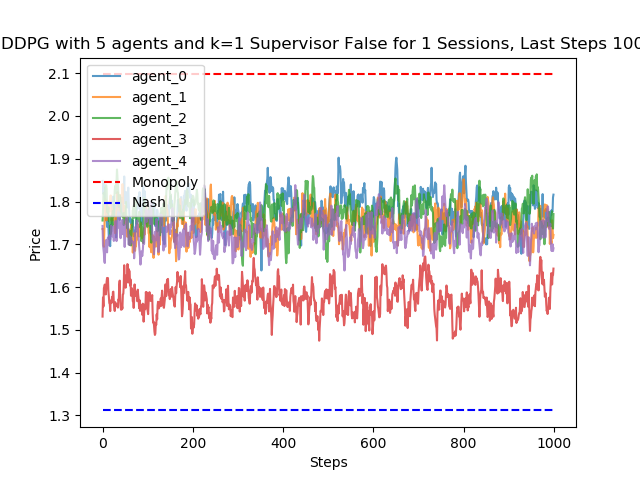 DDPG with 5 agents and k=1 Supervisor False for 1 Sessions, Last Steps 100
agent_0
agent_1
agent_2
agent_3
agent_4
Monopoly
Nash
Price
2.1
2.0
1.9
1.8
1.7
1.6
1.5
1.4
1.3
0
200
400
600
800
1000
Steps